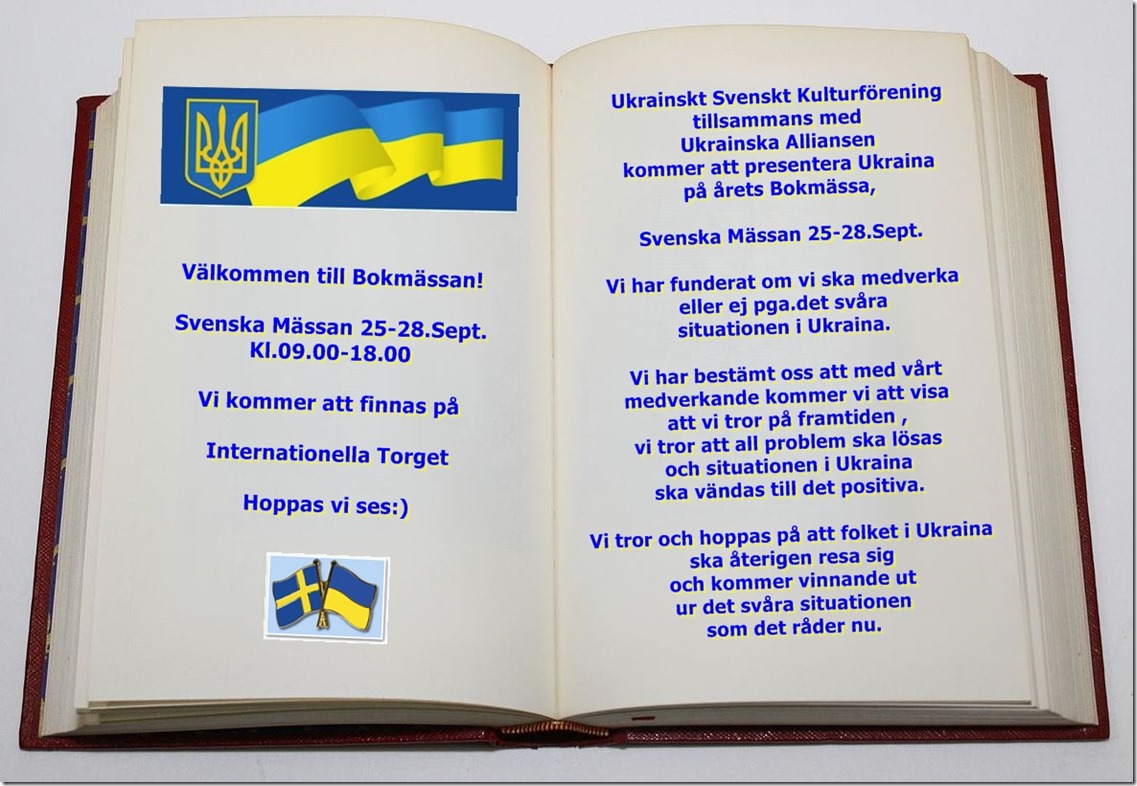 Välkommen till Bokmässan!
Svenska Mässan 25-28.Sept.
Kl.09.00-18.00
Vi kommer att finnas på
Internationella Torget
Hoppas vi ses:)
Ukrainskt Svenskt Kulturförening
tillsammans med
Ukrainska Alliansen
kommer att presentera Ukraina
på årets Bokmässa,
Svenska Mässan 25-28.Sept.
Vi har funderat om vi ska medverka
eller ej pga.det svåra
situationen i Ukraina.
Vi har bestämt oss att med vårt
medverkande kommer vi att visa
att vi tror på framtiden ,
vi tror att all problem ska lösas
och situationen i Ukraina
ska vändas till det positiva.
Vi tror och hoppas på att folket i Ukraina
ska återigen resa sig
och kommer vinnande ut
ur det svåra situationen
som det råder nu.